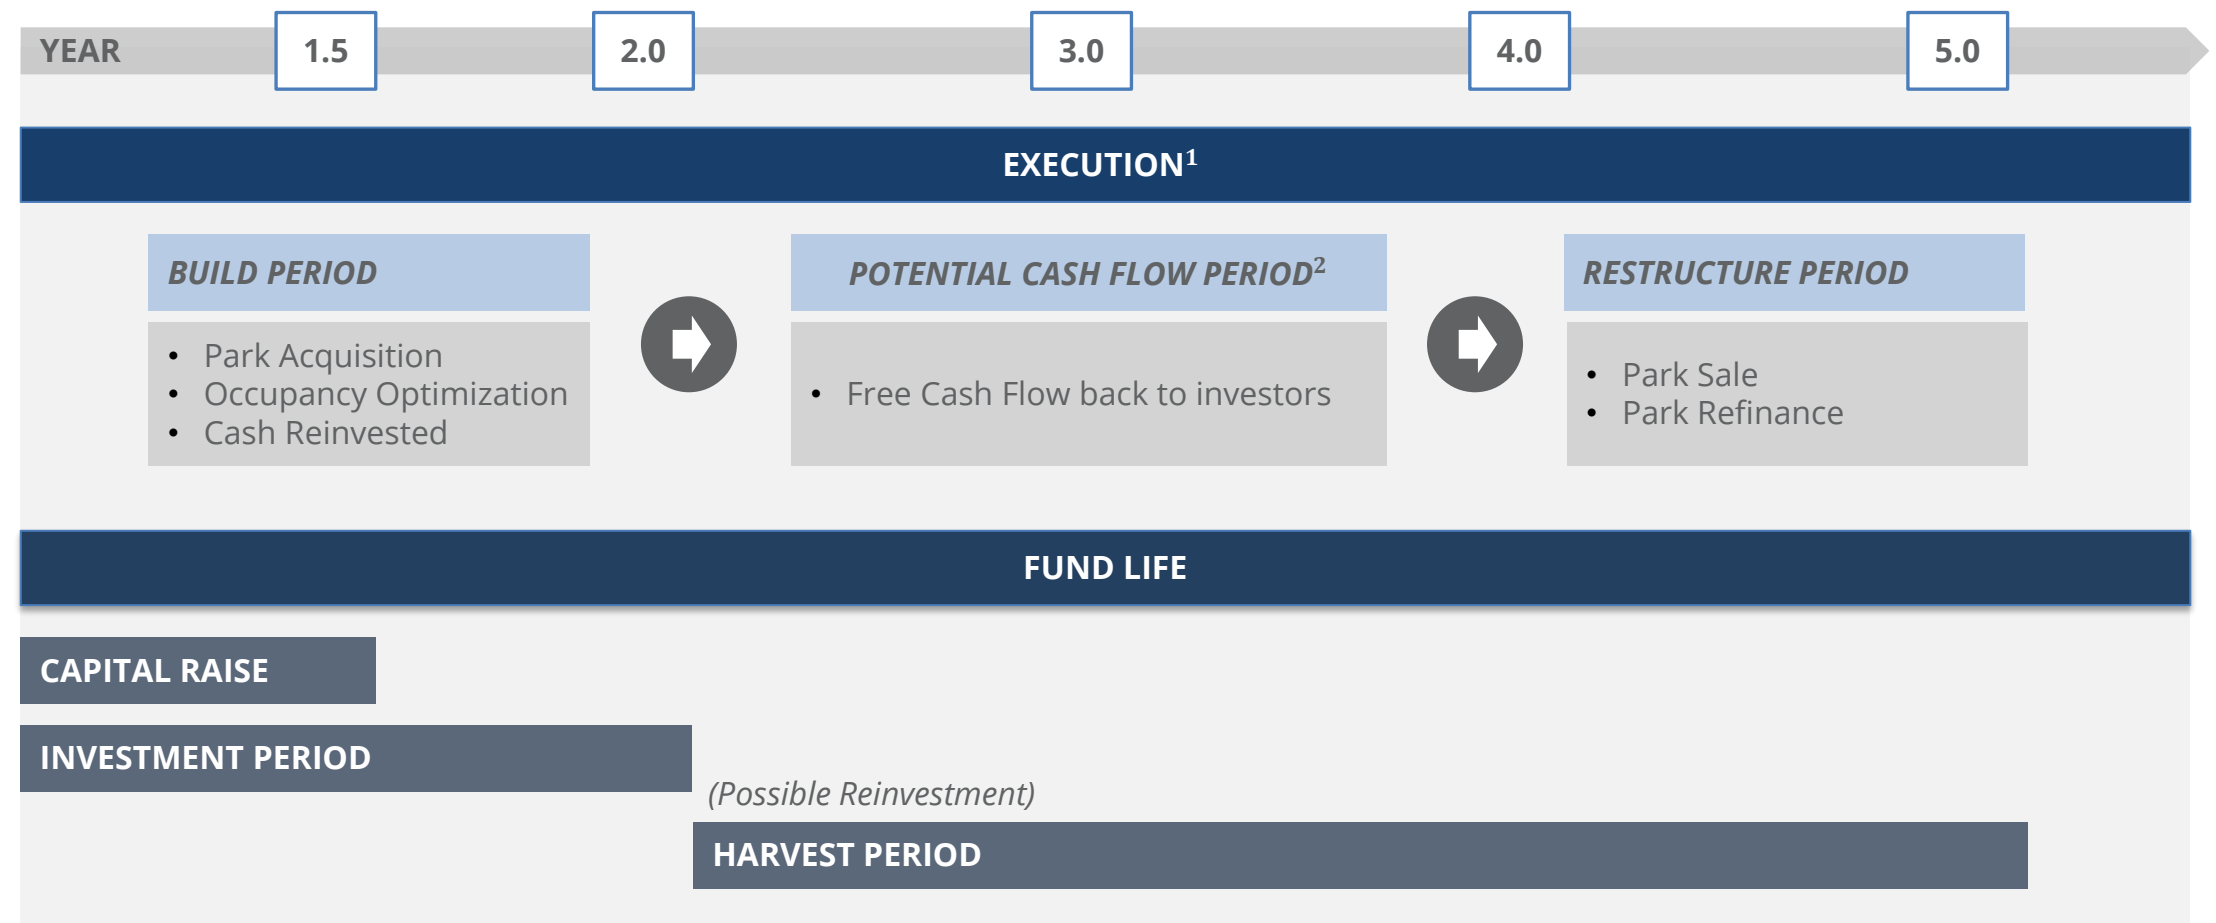 YEAR 1.5 2.0 3.0 4.0 5.0
EXECUTION¹
BUILD PERIOD
• Park Acquisition
• Occupancy Optimization
• Cash Reinvested
POTENTIAL CASH FLOW PERIOD²
• Free Cash Flow back to investors
RESTRUCTURE PERIOD
• Park Sale
• Park Refinance
FUND LIFE
CAPITAL RAISE
INVESTMENT PERIOD
(Possible Reinvestment)
HARVEST PERIOD